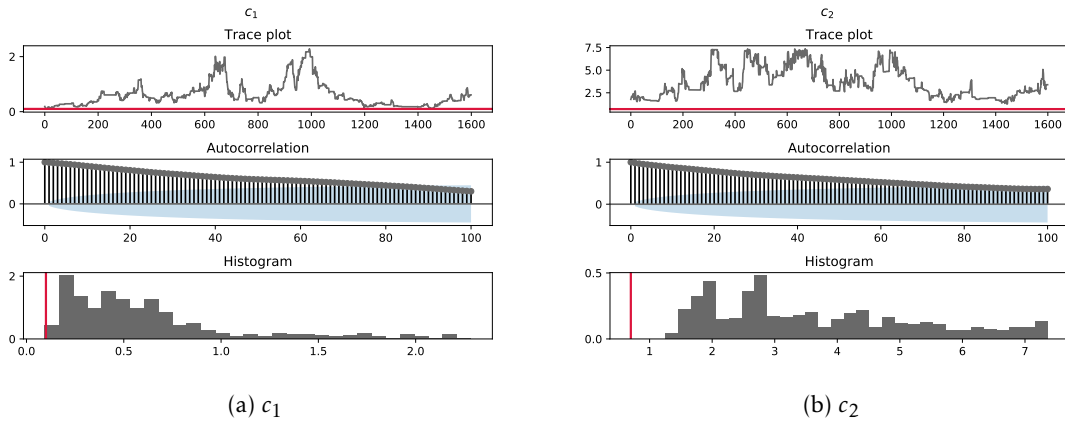 c1
Trace plot
2
0
0 200 400 600 800 1000 1200 1400 1600
Autocorrelation
1
0
0 20 40 60 80 100
Histogram
2
0
0.0 0.5 1.0 1.5 2.0
(a) c1
c2
Trace plot
7.5
5.0
2.5
0 200 400 600 800 1000 1200 1400 1600
Autocorrelation
1
0
0 20 40 60 80 100
Histogram
0.5
0.0
1 2 3 4 5 6 7
(b) c2